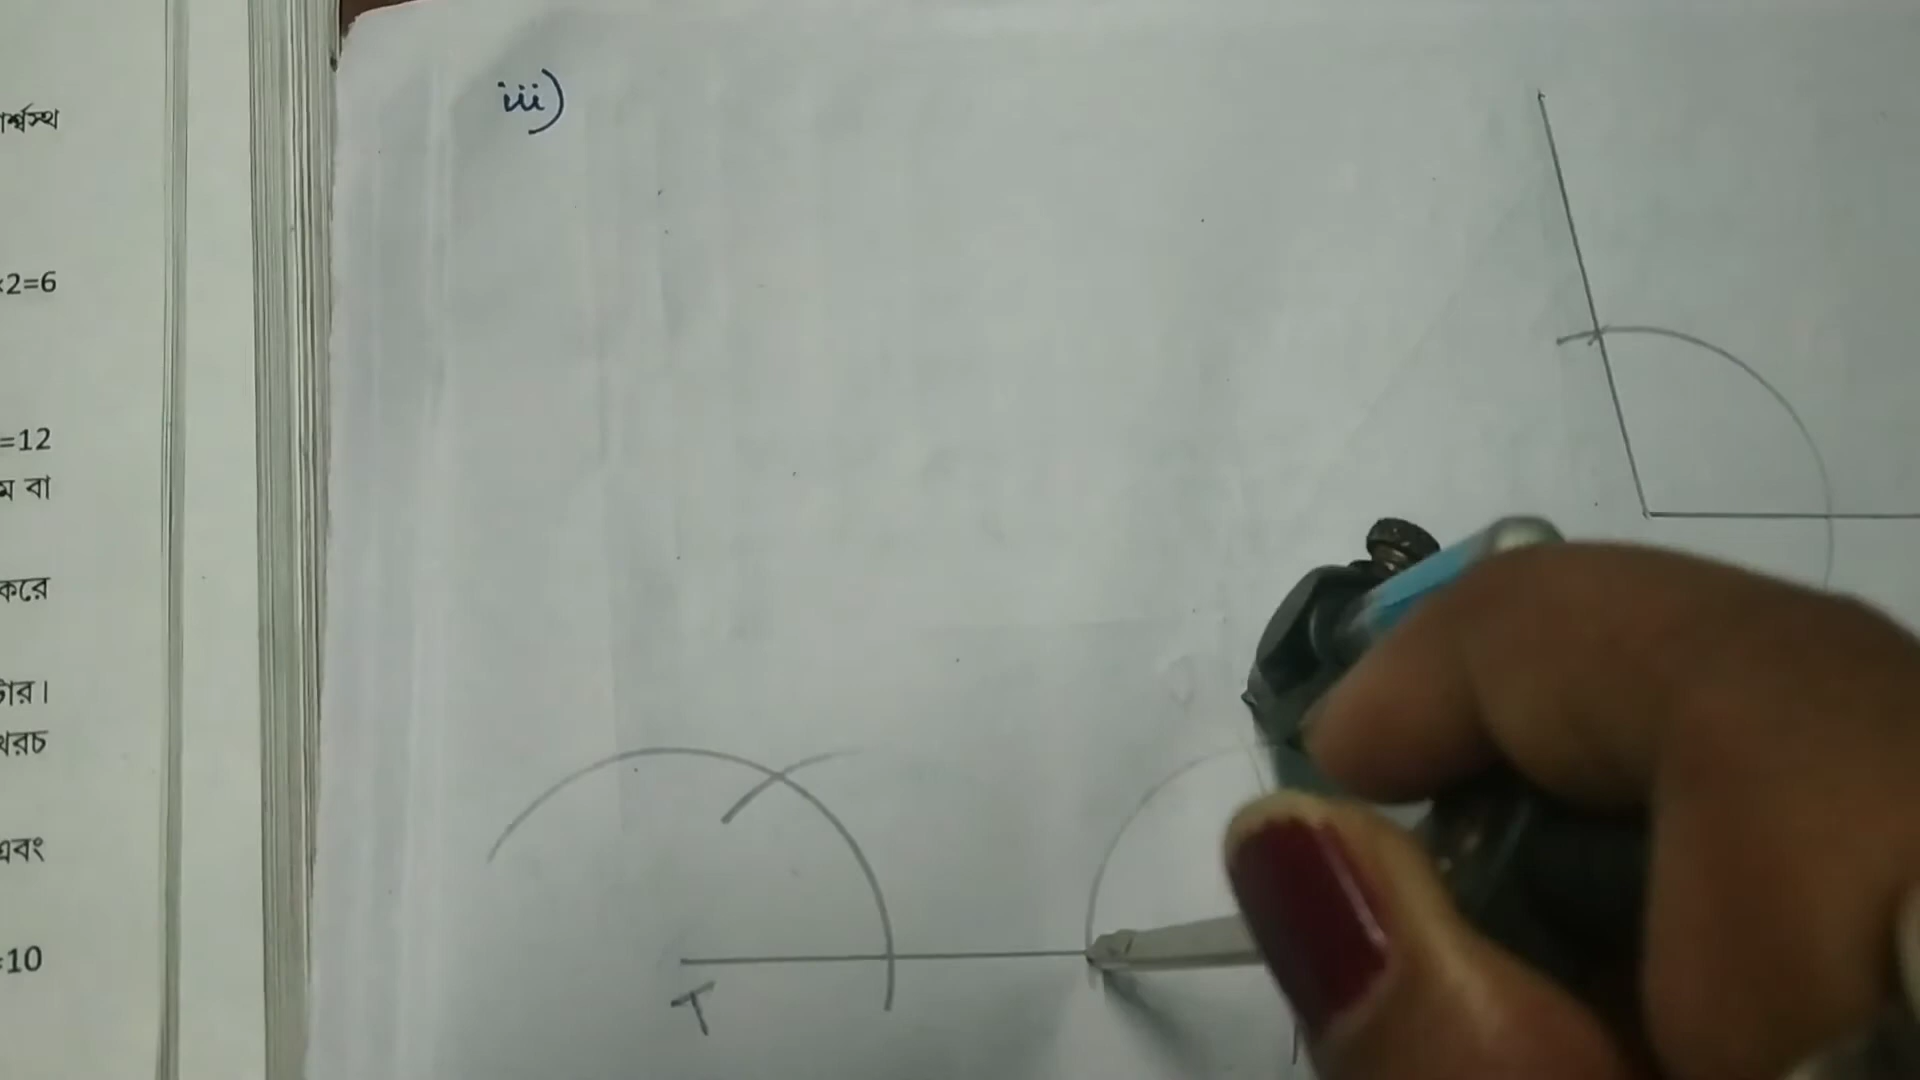 iii)
র্শ্বস্থ
×2=6
=12
ম বা
করে
টার।
খরচ
এবং
=10
T